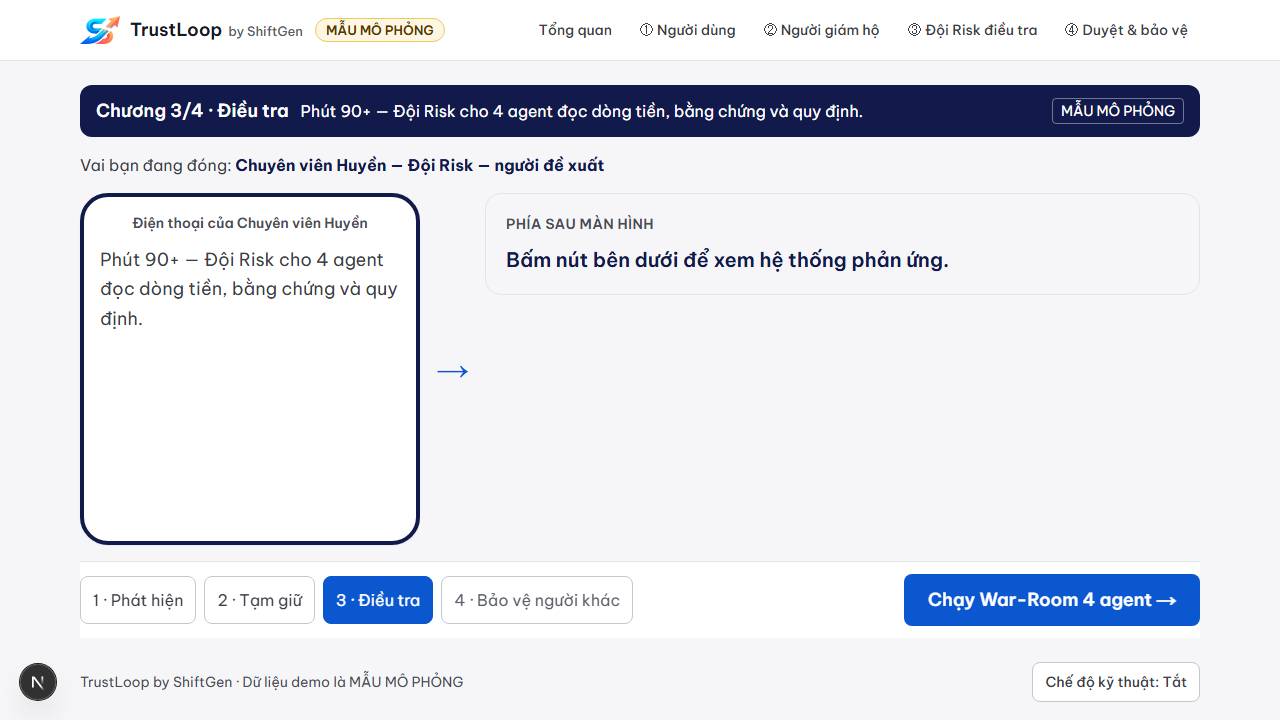 TrustLoop by ShiftGen MẪU MÔ PHỎNG Tổng quan ① Người dùng ② Người giám hộ ③ Đội Risk điều tra ④ Duyệt & bảo vệ
Chương 3/4 · Điều tra Phút 90+ — Đội Risk cho 4 agent đọc dòng tiền, bằng chứng và quy định. MẪU MÔ PHỎNG
Vai bạn đang đóng: Chuyên viên Huyền — Đội Risk — người đề xuất
Điện thoại của Chuyên viên Huyền
Phút 90+ — Đội Risk cho 4 agent
đọc dòng tiền, bằng chứng và quy
định.
→
PHÍA SAU MÀN HÌNH
Bấm nút bên dưới để xem hệ thống phản ứng.
1 · Phát hiện 2 · Tạm giữ 3 · Điều tra 4 · Bảo vệ người khác Chạy War-Room 4 agent →
N TrustLoop by ShiftGen · Dữ liệu demo là MẪU MÔ PHỎNG Chế độ kỹ thuật: Tắt